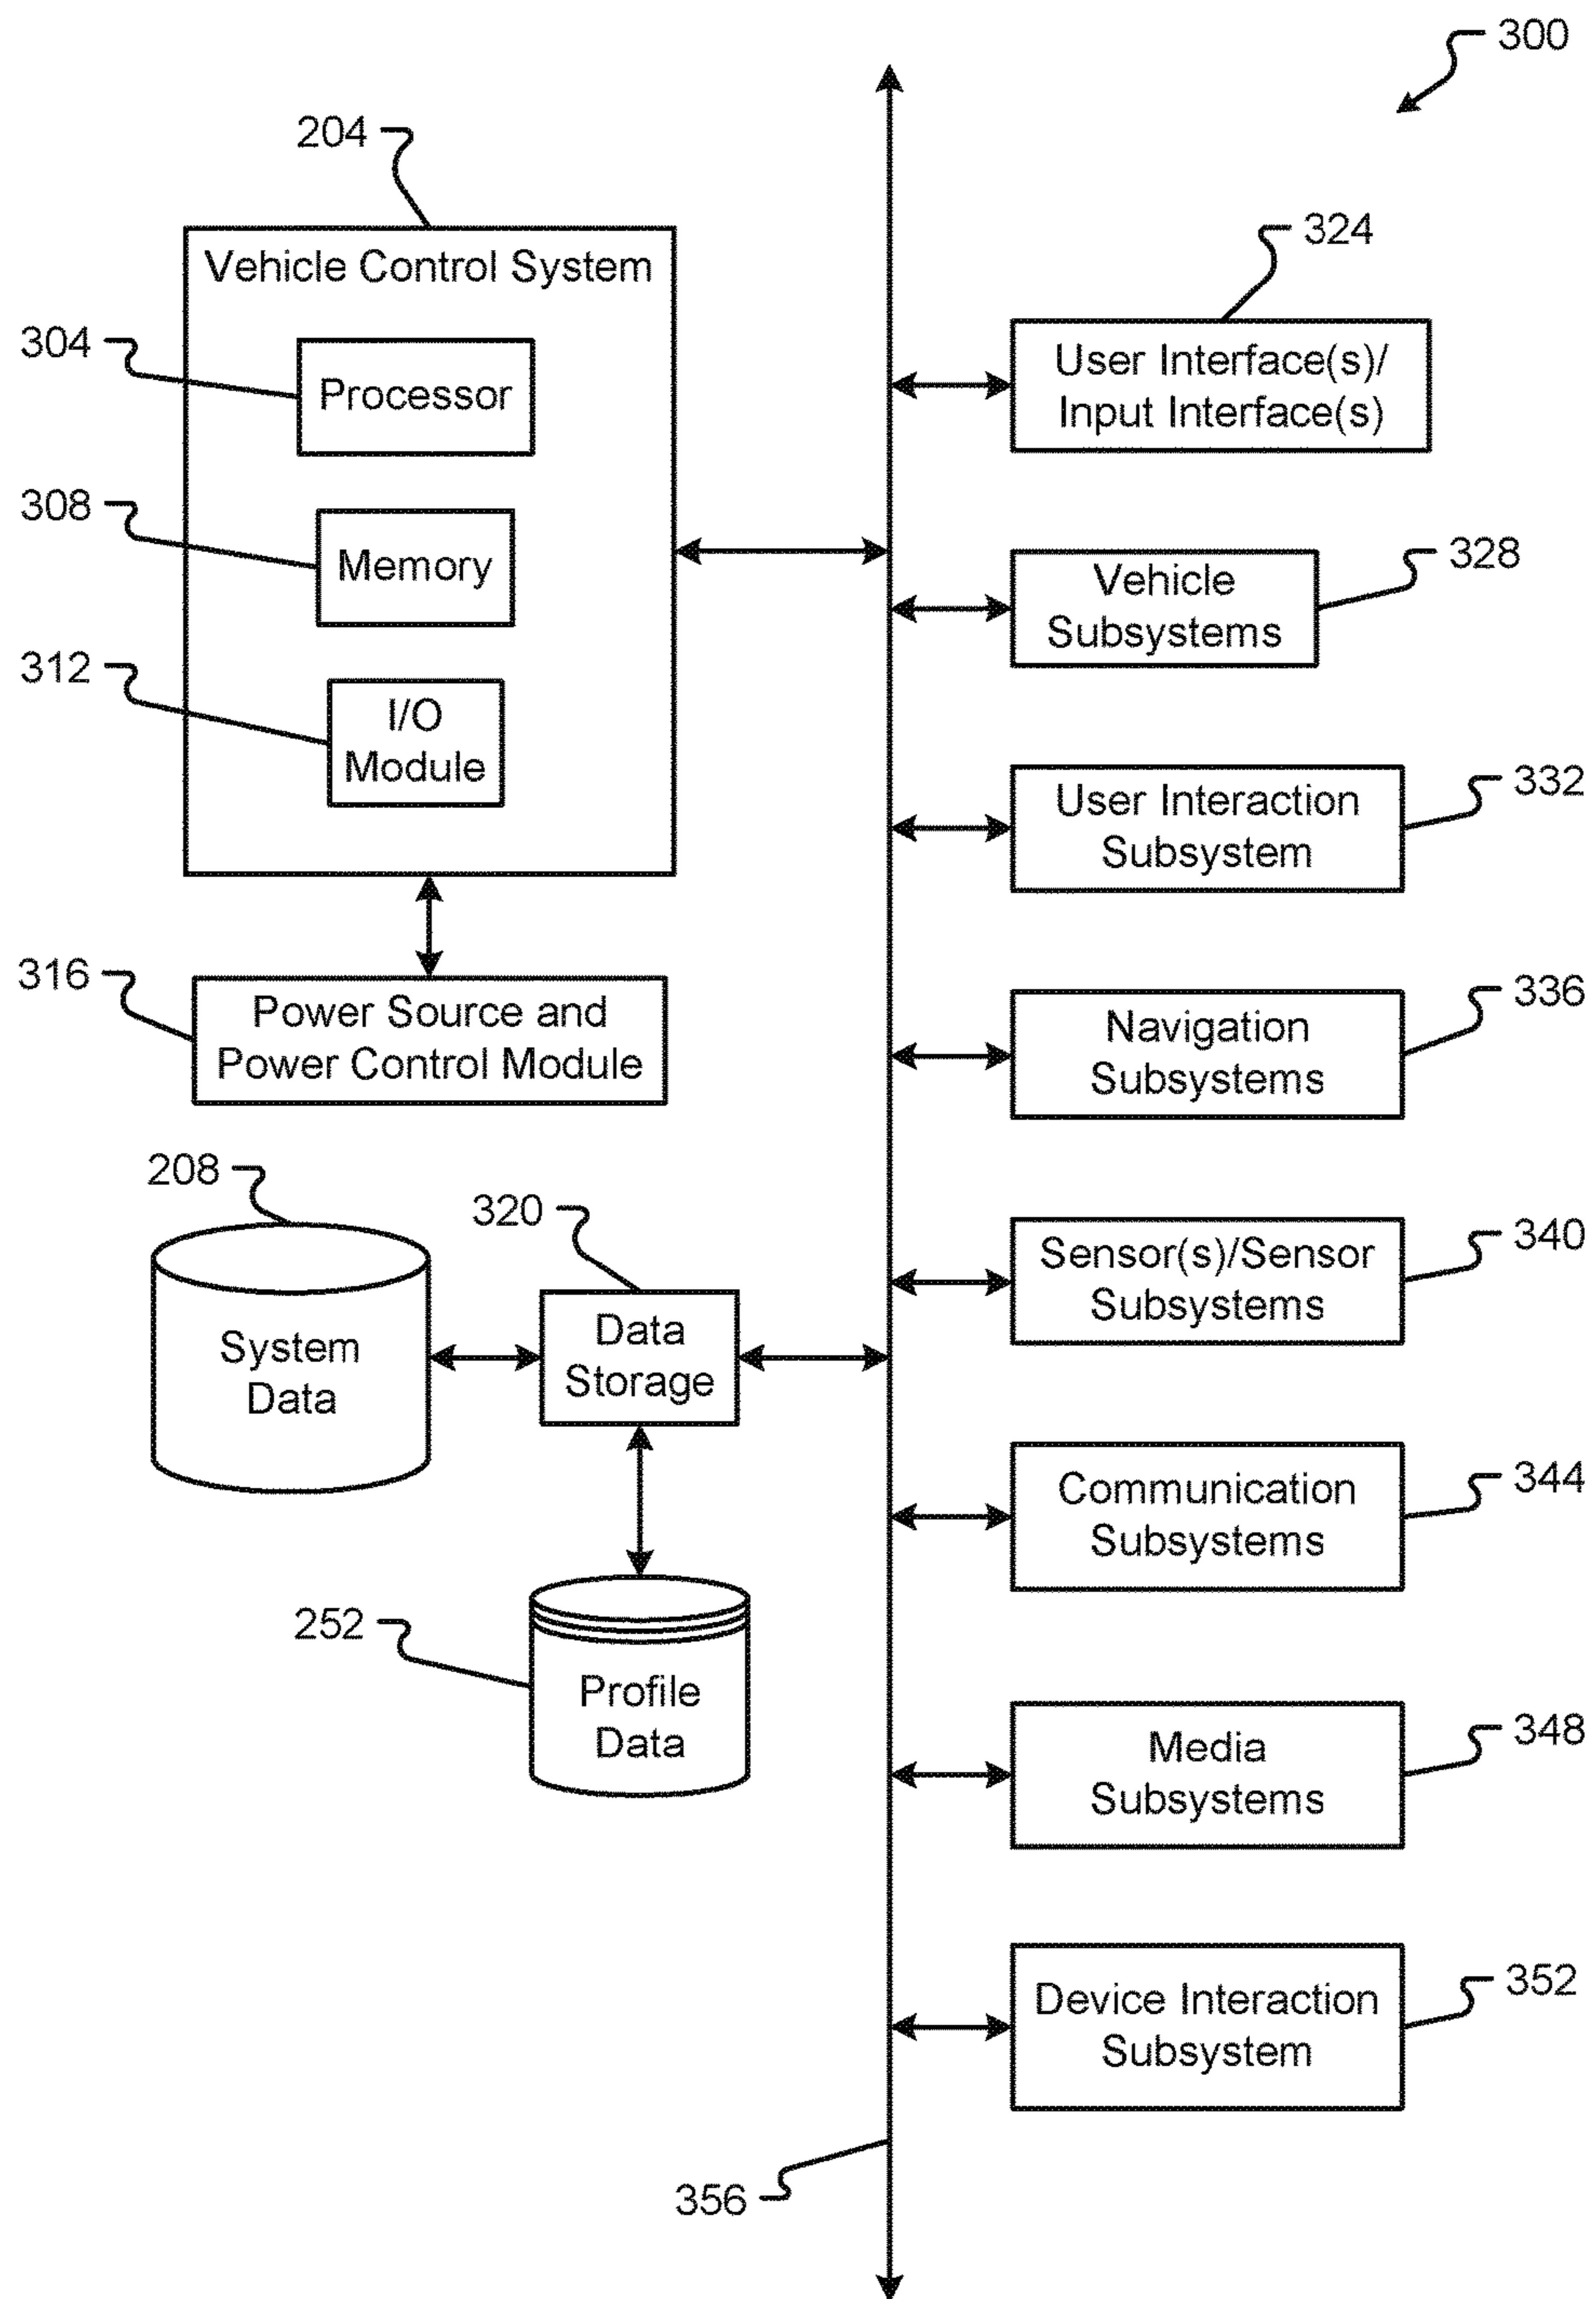 300
204
Vehicle Control System
304
Processor
308
Memory
312
I/O
Module
316
Power Source and
Power Control Module
208
System
Data
320
Data
Storage
252
Profile
Data
324
User Interface(s)/
Input Interface(s)
328
Vehicle
Subsystems
332
User Interaction
Subsystem
336
Navigation
Subsystems
340
Sensor(s)/Sensor
Subsystems
344
Communication
Subsystems
348
Media
Subsystems
352
Device Interaction
Subsystem
356